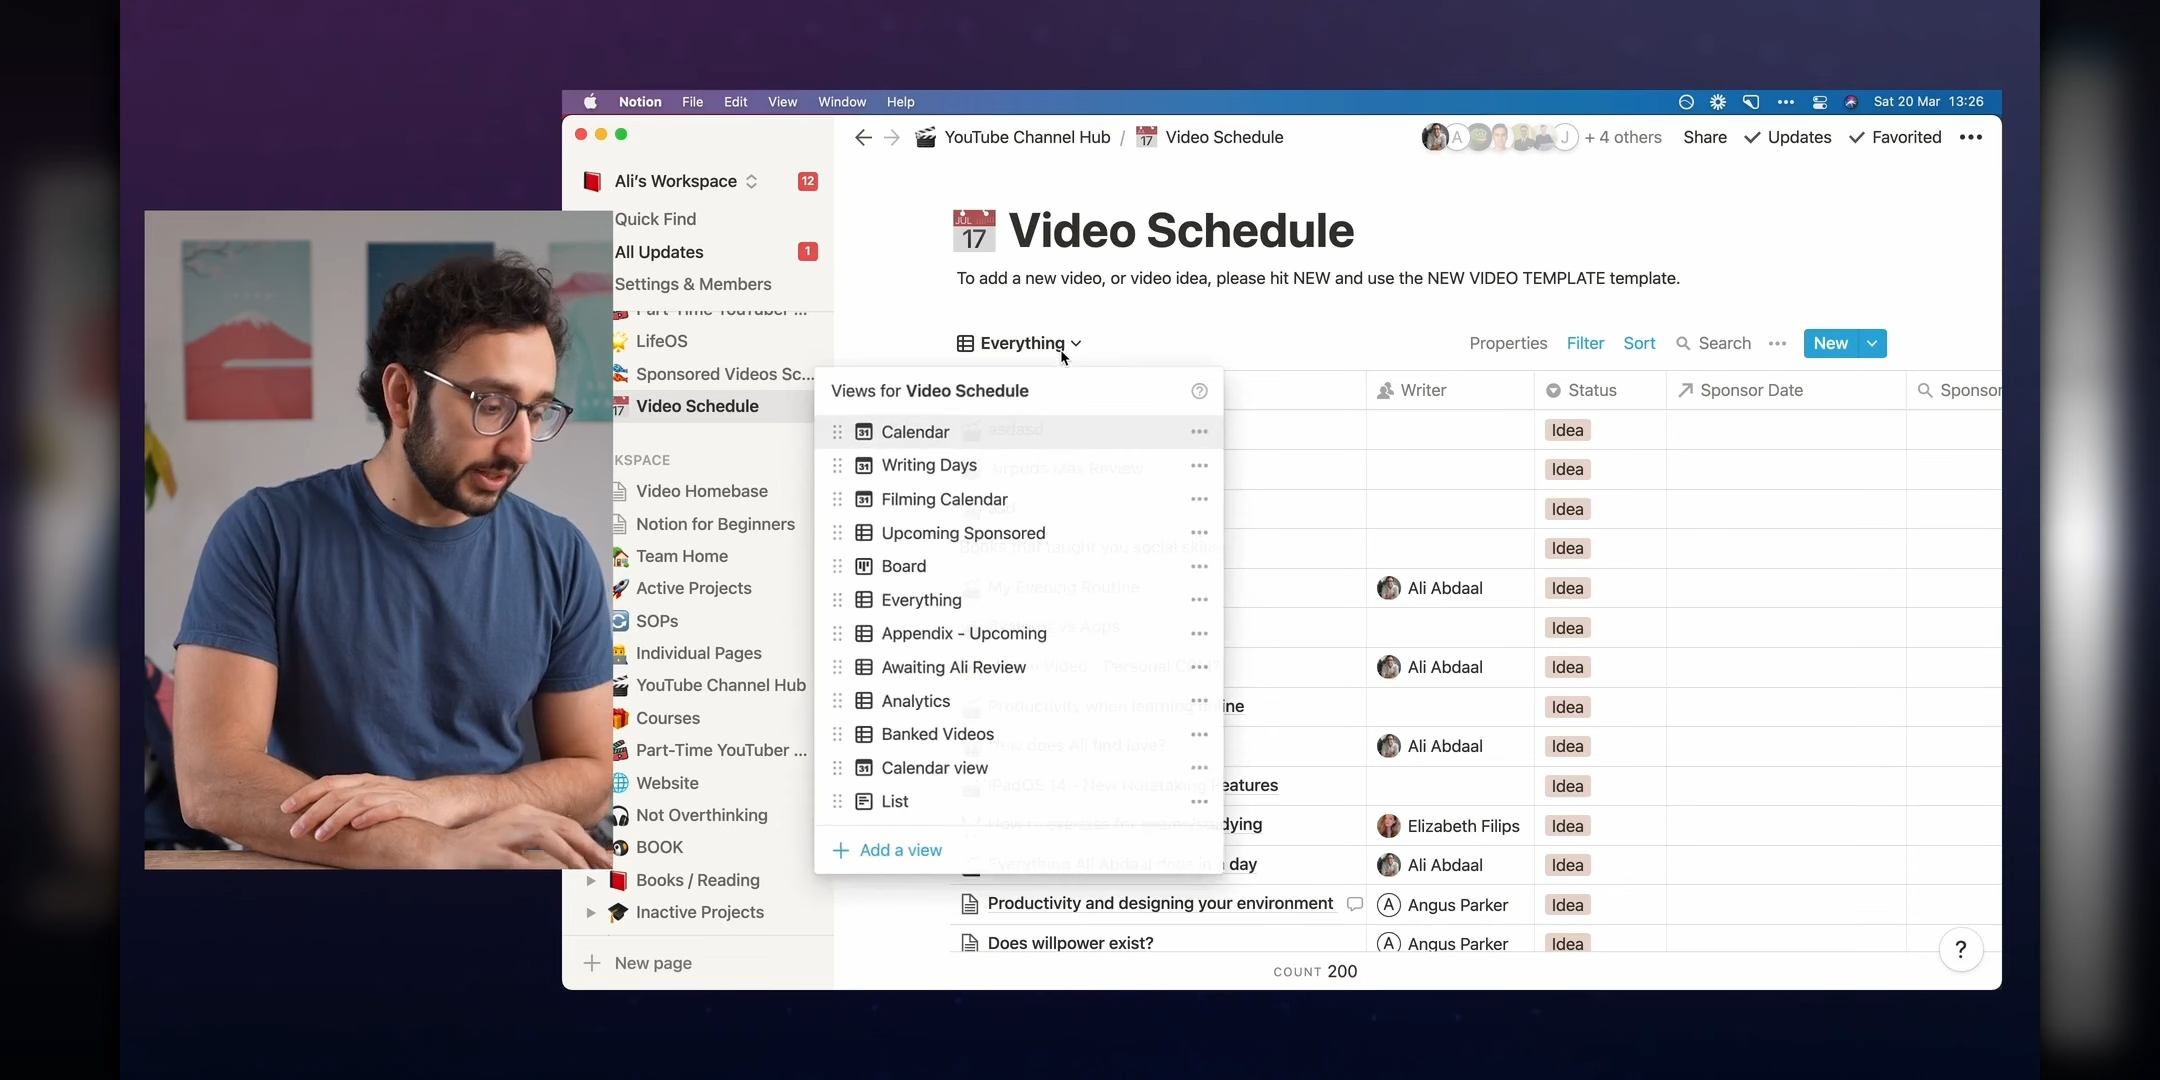 Notion File Edit View Window Help
Sat 20 Mar 13:26
YouTube Channel Hub / Video Schedule
+ 4 others Share Updates Favorited
Ali's Workspace 12
Quick Find
All Updates 1
Settings & Members
LifeOS
Sponsored Videos Sc...
Video Schedule
KSPACE
Video Homebase
Notion for Beginners
Team Home
Active Projects
SOPs
Individual Pages
YouTube Channel Hub
Courses
Part-Time YouTuber ...
Website
Not Overthinking
BOOK
Books / Reading
Inactive Projects
New page
JUL
17
Video Schedule
To add a new video, or video idea, please hit NEW and use the NEW VIDEO TEMPLATE template.
Everything
Properties Filter Sort Search New
Views for Video Schedule
Calendar
Writing Days
Filming Calendar
Upcoming Sponsored
Board
Everything
Appendix - Upcoming
Awaiting Ali Review
Analytics
Banked Videos
Calendar view
List
Add a view
Writer Status Sponsor Date Sponsor
Idea
Idea
Idea
Idea
Ali Abdaal Idea
Idea
Ali Abdaal Idea
ine Idea
Ali Abdaal Idea
eatures Idea
dying Elizabeth Filips Idea
day Ali Abdaal Idea
Productivity and designing your environment A Angus Parker Idea
Does willpower exist? A Angus Parker Idea
COUNT 200
?